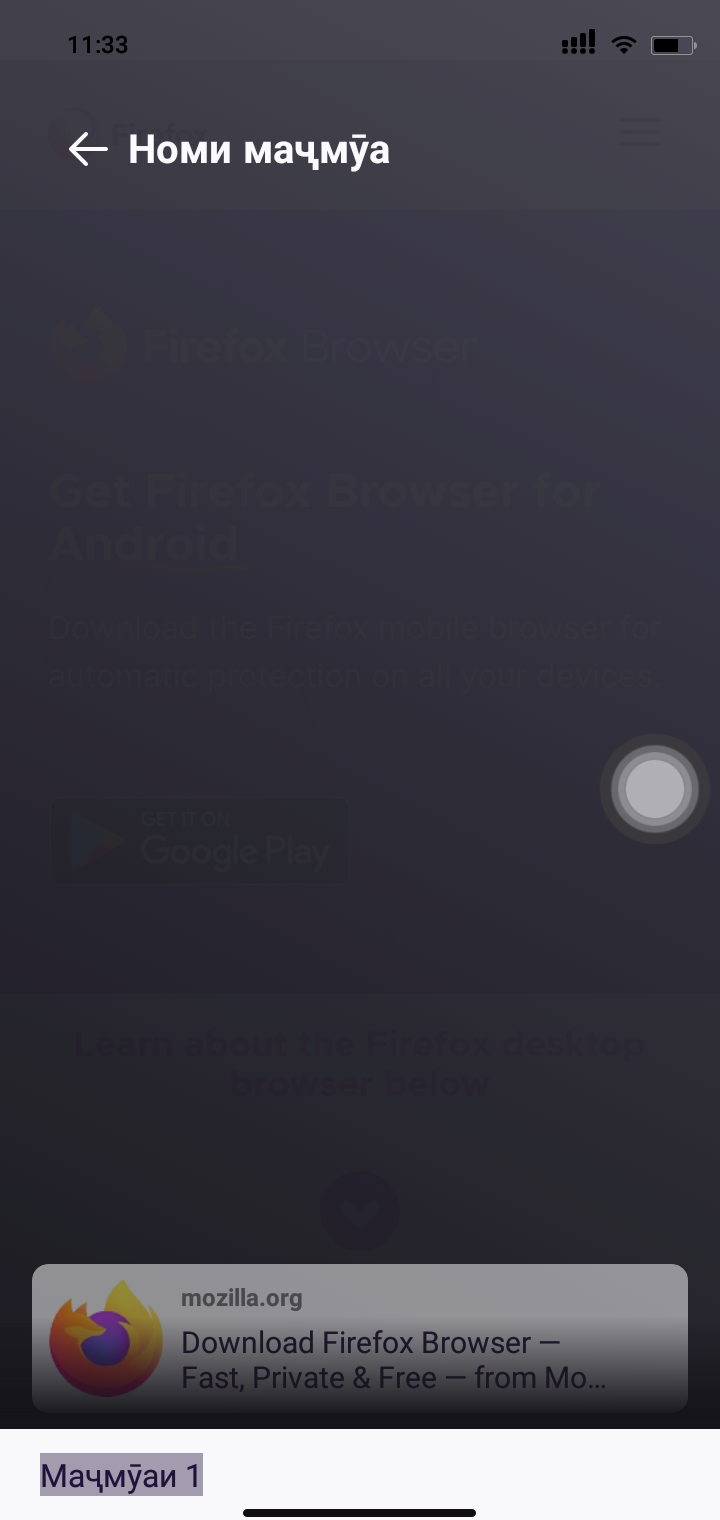 11:33
Firefox
Номи маҷмӯа
Firefox Browser
Get Firefox Browser for
Android
Download the Firefox mobile browser for
automatic protection on all your devices.
GET IT ON
Google Play
Learn about the Firefox desktop
browser below
mozilla.org
Download Firefox Browser —
Fast, Private & Free — from Mo…
Маҷмӯаи 1